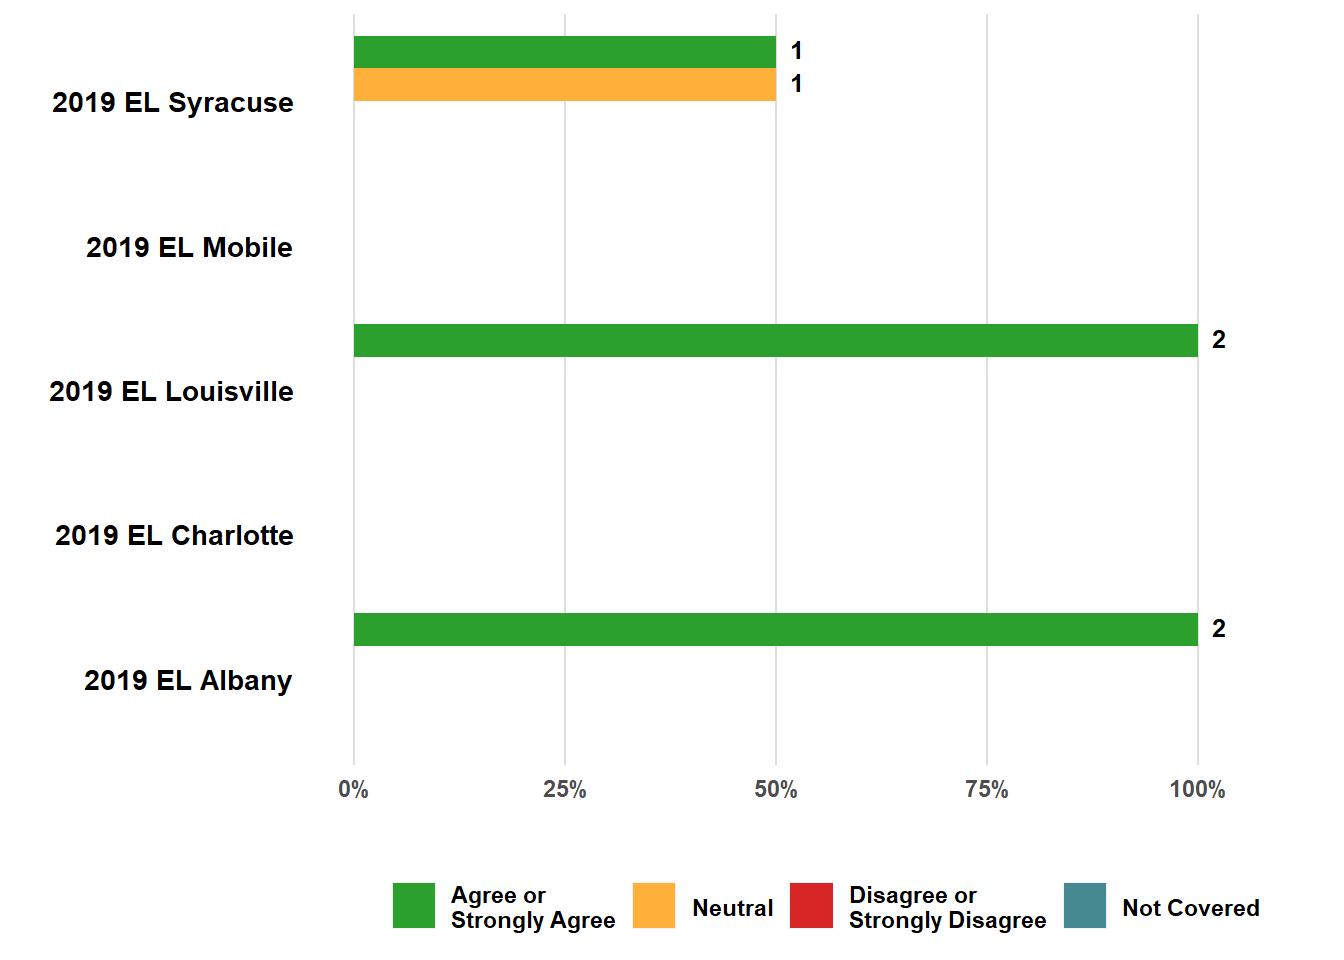 1
1
2019 EL Syracuse
2019 EL Mobile
2
2019 EL Louisville
2019 EL Charlotte
2
2019 EL Albany
0% 25% 50% 75% 100%
Agree or
Strongly Agree
Neutral
Disagree or
Strongly Disagree
Not Covered